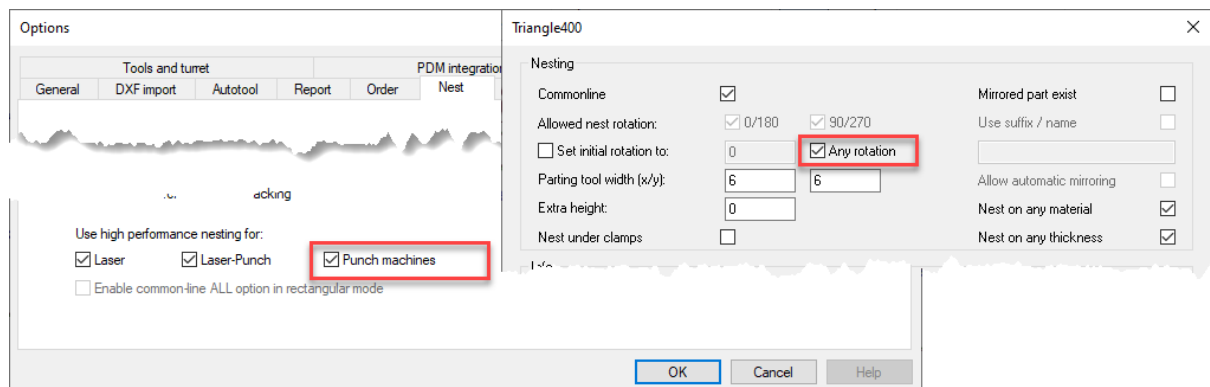 Options
Tools and turret
General DXF import Autotool Report Order Nest
acking
Use high performance nesting for:
Laser Laser-Punch Punch machines
Enable common-line ALL option in rectangular mode
OK Cancel Help
Triangle400
Nesting
Commonline Mirrored part exist
Allowed nest rotation: 0/180 90/270 Use suffix / name
Set initial rotation to: 0 Any rotation
Parting tool width (x/y): 6 6 Allow automatic mirroring
Extra height: 0 Nest on any material
Nest under clamps Nest on any thickness